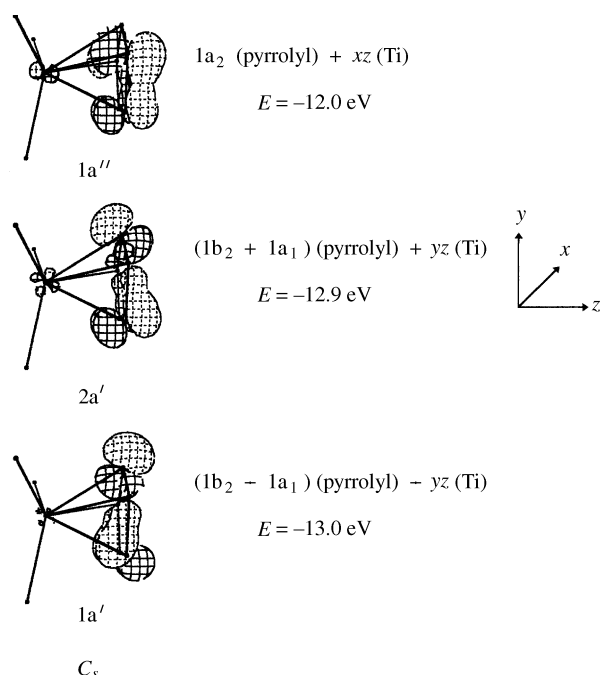 1a₂ (pyrrolyl) + xz (Ti)
E = –12.0 eV
1a′′
(1b₂ + 1a₁ ) (pyrrolyl) + yz (Ti)
E = –12.9 eV
y
x
z
2a′
(1b₂ – 1a₁ ) (pyrrolyl) – yz (Ti)
E = –13.0 eV
1a′
Cₛ